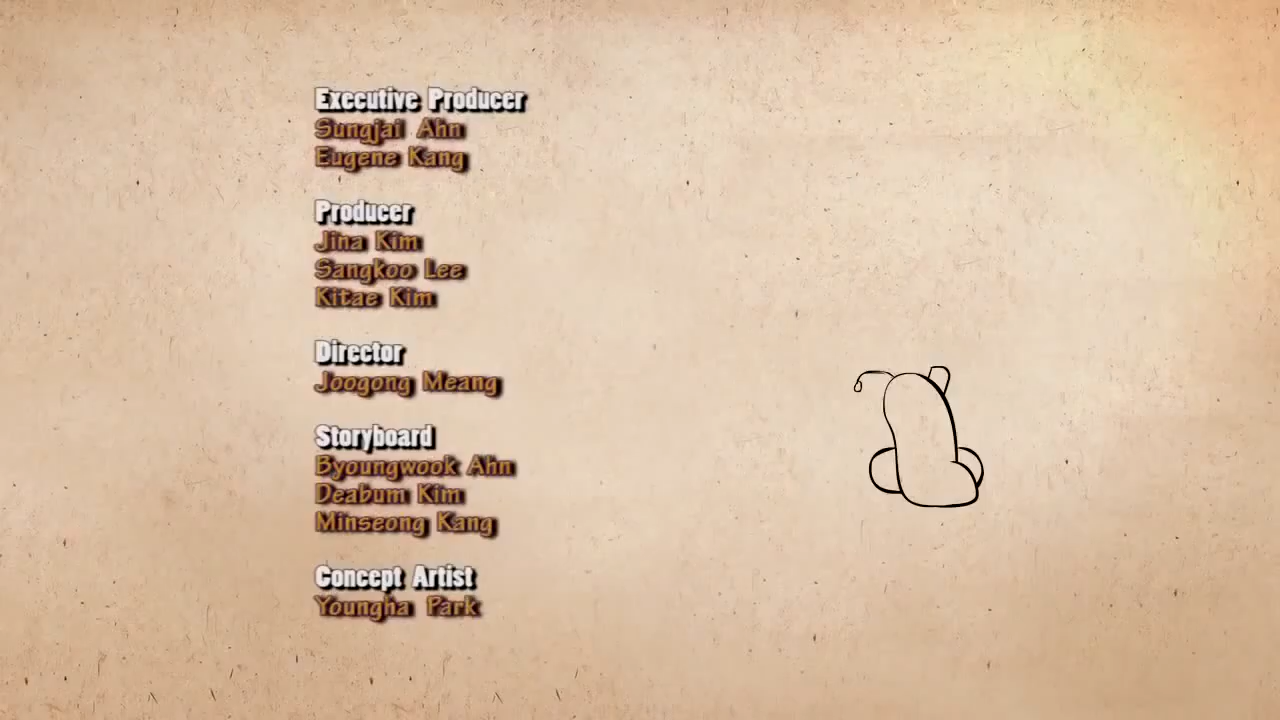 Executive Producer
Sungjai Ahn
Eugene Kang
Producer
Jina Kim
Sangkoo Lee
Kitae Kim
Director
Joogong Meang
Storyboard
Byoungwook Ahn
Deabum Kim
Minseong Kang
Concept Artist
Youngha Park